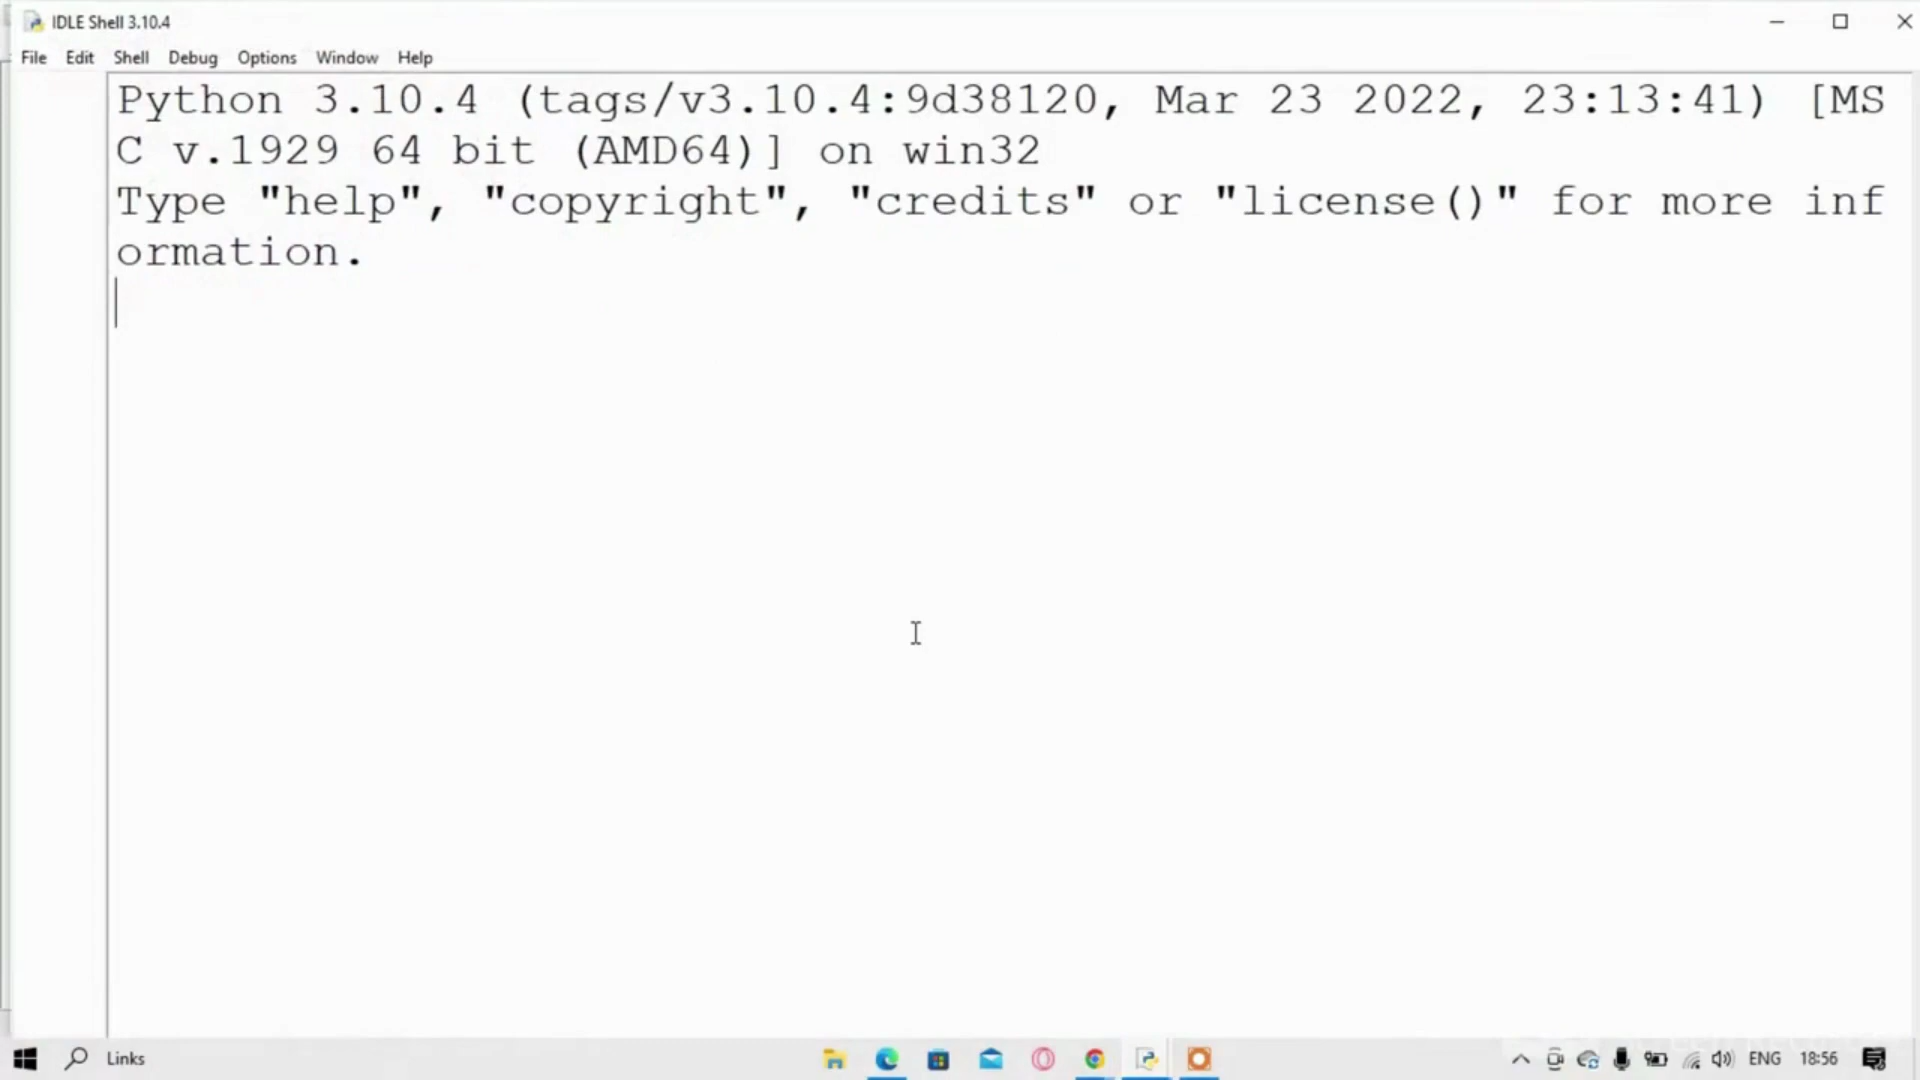 IDLE Shell 3.10.4
File Edit Shell Debug Options Window Help
Python 3.10.4 (tags/v3.10.4:9d38120, Mar 23 2022, 23:13:41) [MS
C v.1929 64 bit (AMD64)] on win32
Type "help", "copyright", "credits" or "license()" for more inf
ormation.
Links ENG 18:56